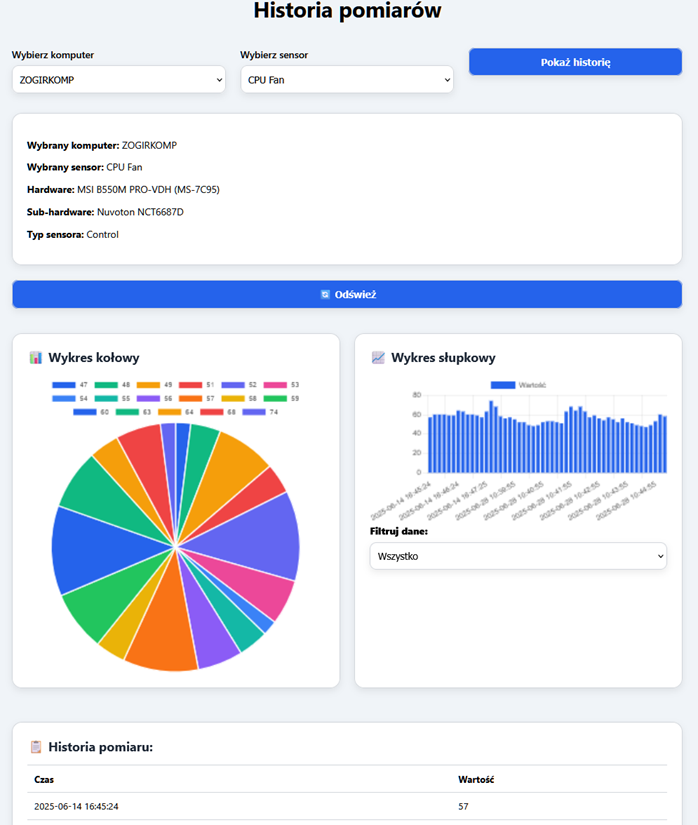 Historia pomiarów
Wybierz komputer
Wybierz sensor
Pokaż historię
ZOGIRKOMP
CPU Fan
Wybrany komputer: ZOGIRKOMP
Wybrany sensor: CPU Fan
Hardware: MSI B550M PRO-VDH (MS-7C95)
Sub-hardware: Nuvoton NCT6687D
Typ sensora: Control
Odśwież
Wykres kołowy
47 48 49 51 52 53
54 55 56 57 58 59
60 63 64 68 74
Wykres słupkowy
Wartość
80
60
40
20
0
2025-06-14 16:45:24
2025-06-14 16:46:24
2025-06-14 16:47:25
2025-06-28 10:39:55
2025-06-28 10:40:55
2025-06-28 10:41:55
2025-06-28 10:42:55
2025-06-28 10:43:55
2025-06-28 10:44:55
Filtruj dane:
Wszystko
Historia pomiaru:
Czas Wartość
2025-06-14 16:45:24 57